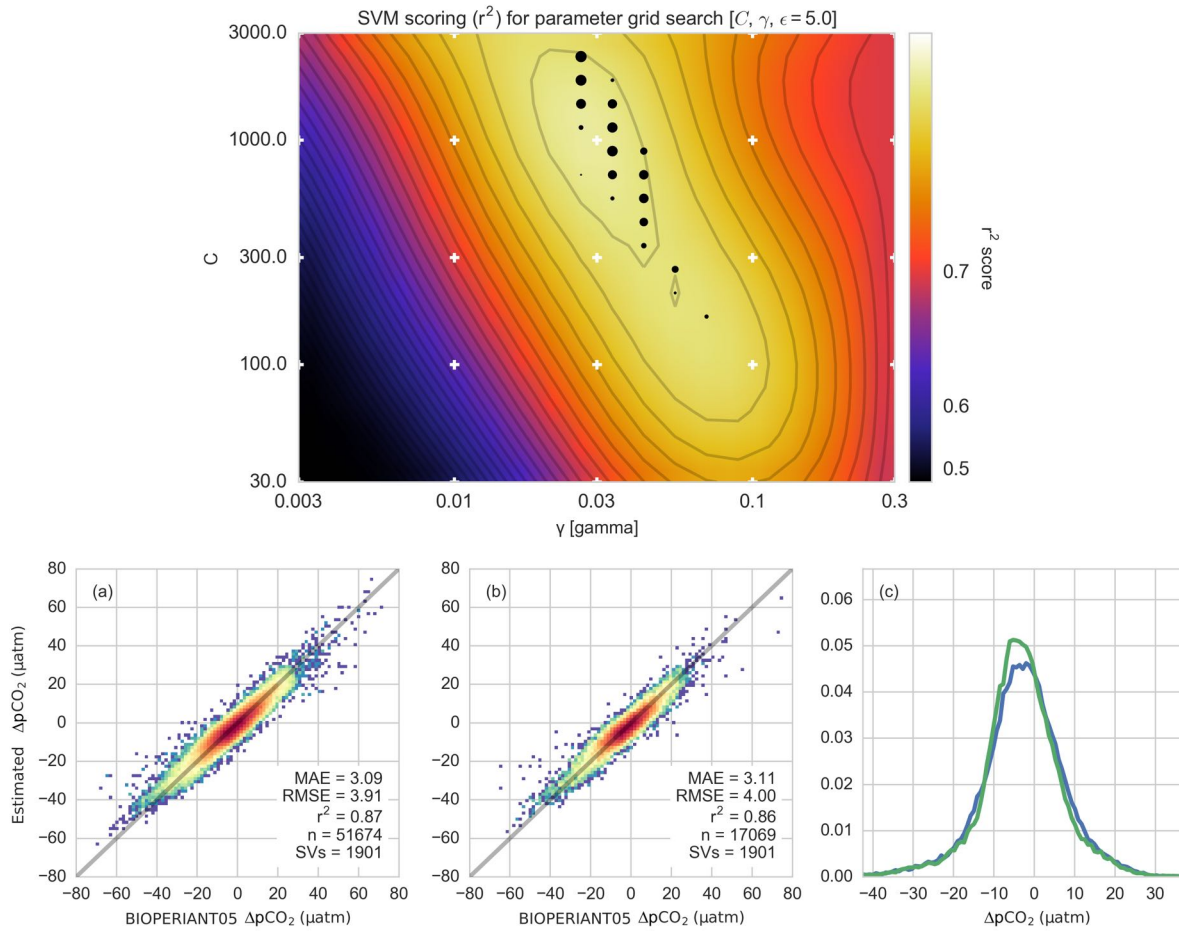 SVM scoring (r²) for parameter grid search [C, γ, ϵ = 5.0]
3000.0
1000.0
300.0
100.0
30.0
C
0.003
0.01
0.03
0.1
0.3
γ [gamma]
0.7
0.6
0.5
r² score
80
60
40
20
0
−20
−40
−60
−80
Estimated ΔpCO₂ (µatm)
(a)
MAE = 3.09
RMSE = 3.91
r² = 0.87
n = 51674
SVs = 1901
−80 −60 −40 −20 0 20 40 60 80
BIOPERIANT05 ΔpCO₂ (µatm)
80
60
40
20
0
−20
−40
−60
−80
(b)
MAE = 3.11
RMSE = 4.00
r² = 0.86
n = 17069
SVs = 1901
−80 −60 −40 −20 0 20 40 60 80
BIOPERIANT05 ΔpCO₂ (µatm)
0.06
0.05
0.04
0.03
0.02
0.01
0.00
(c)
−40 −30 −20 −10 0 10 20 30
ΔpCO₂ (µatm)